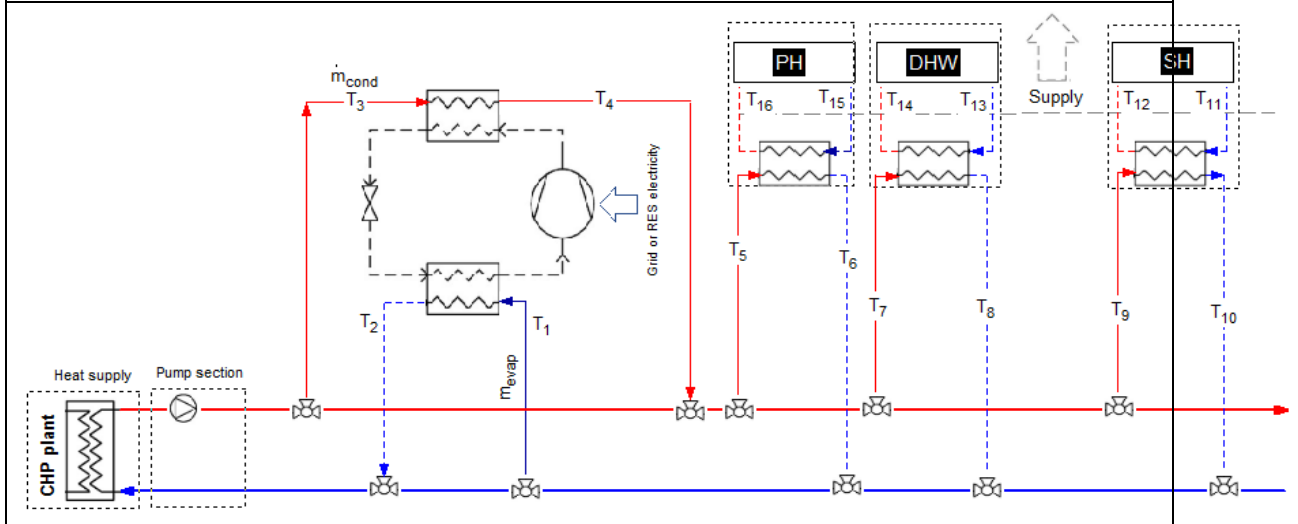 PH
DHW
SH
ṁcond
T3
T4
T16
T15
T14
T13
Supply
T12
T11
Grid or RES electricity
T5
T6
T2
T1
T7
T8
T9
T10
ṁevap
Heat supply
Pump section
CHP plant